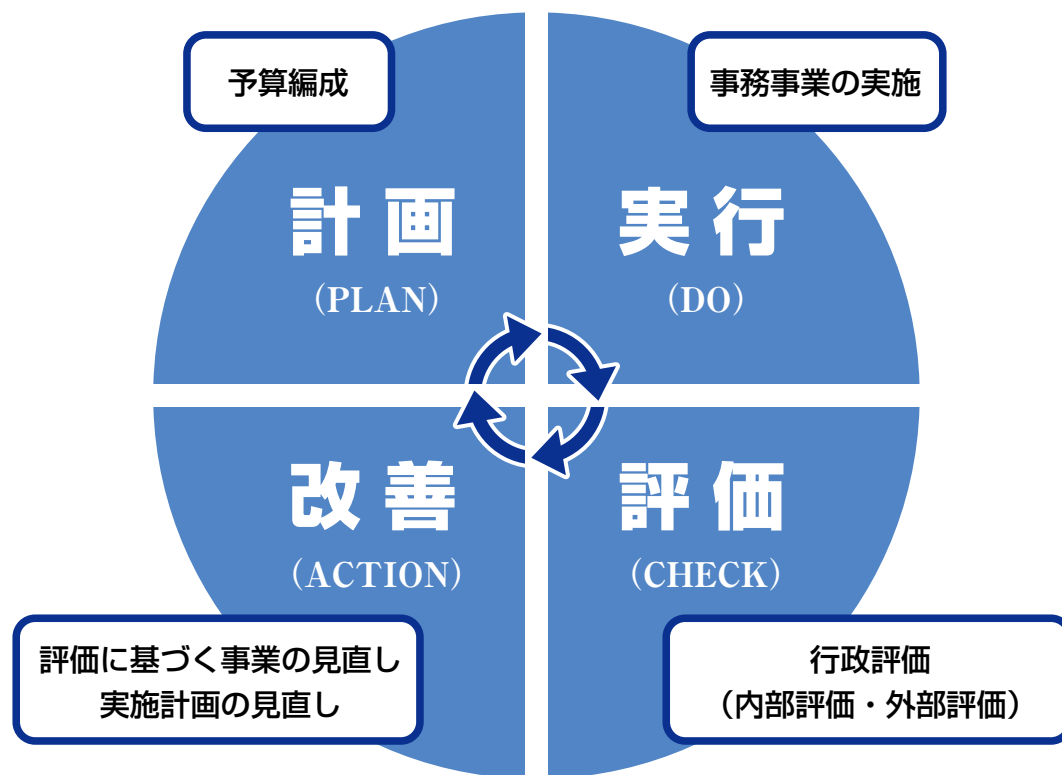 予算編成
事務事業の実施
計画
(PLAN)
実行
(DO)
改善
(ACTION)
評価
(CHECK)
評価に基づく事業の見直し
実施計画の見直し
行政評価
（内部評価・外部評価）